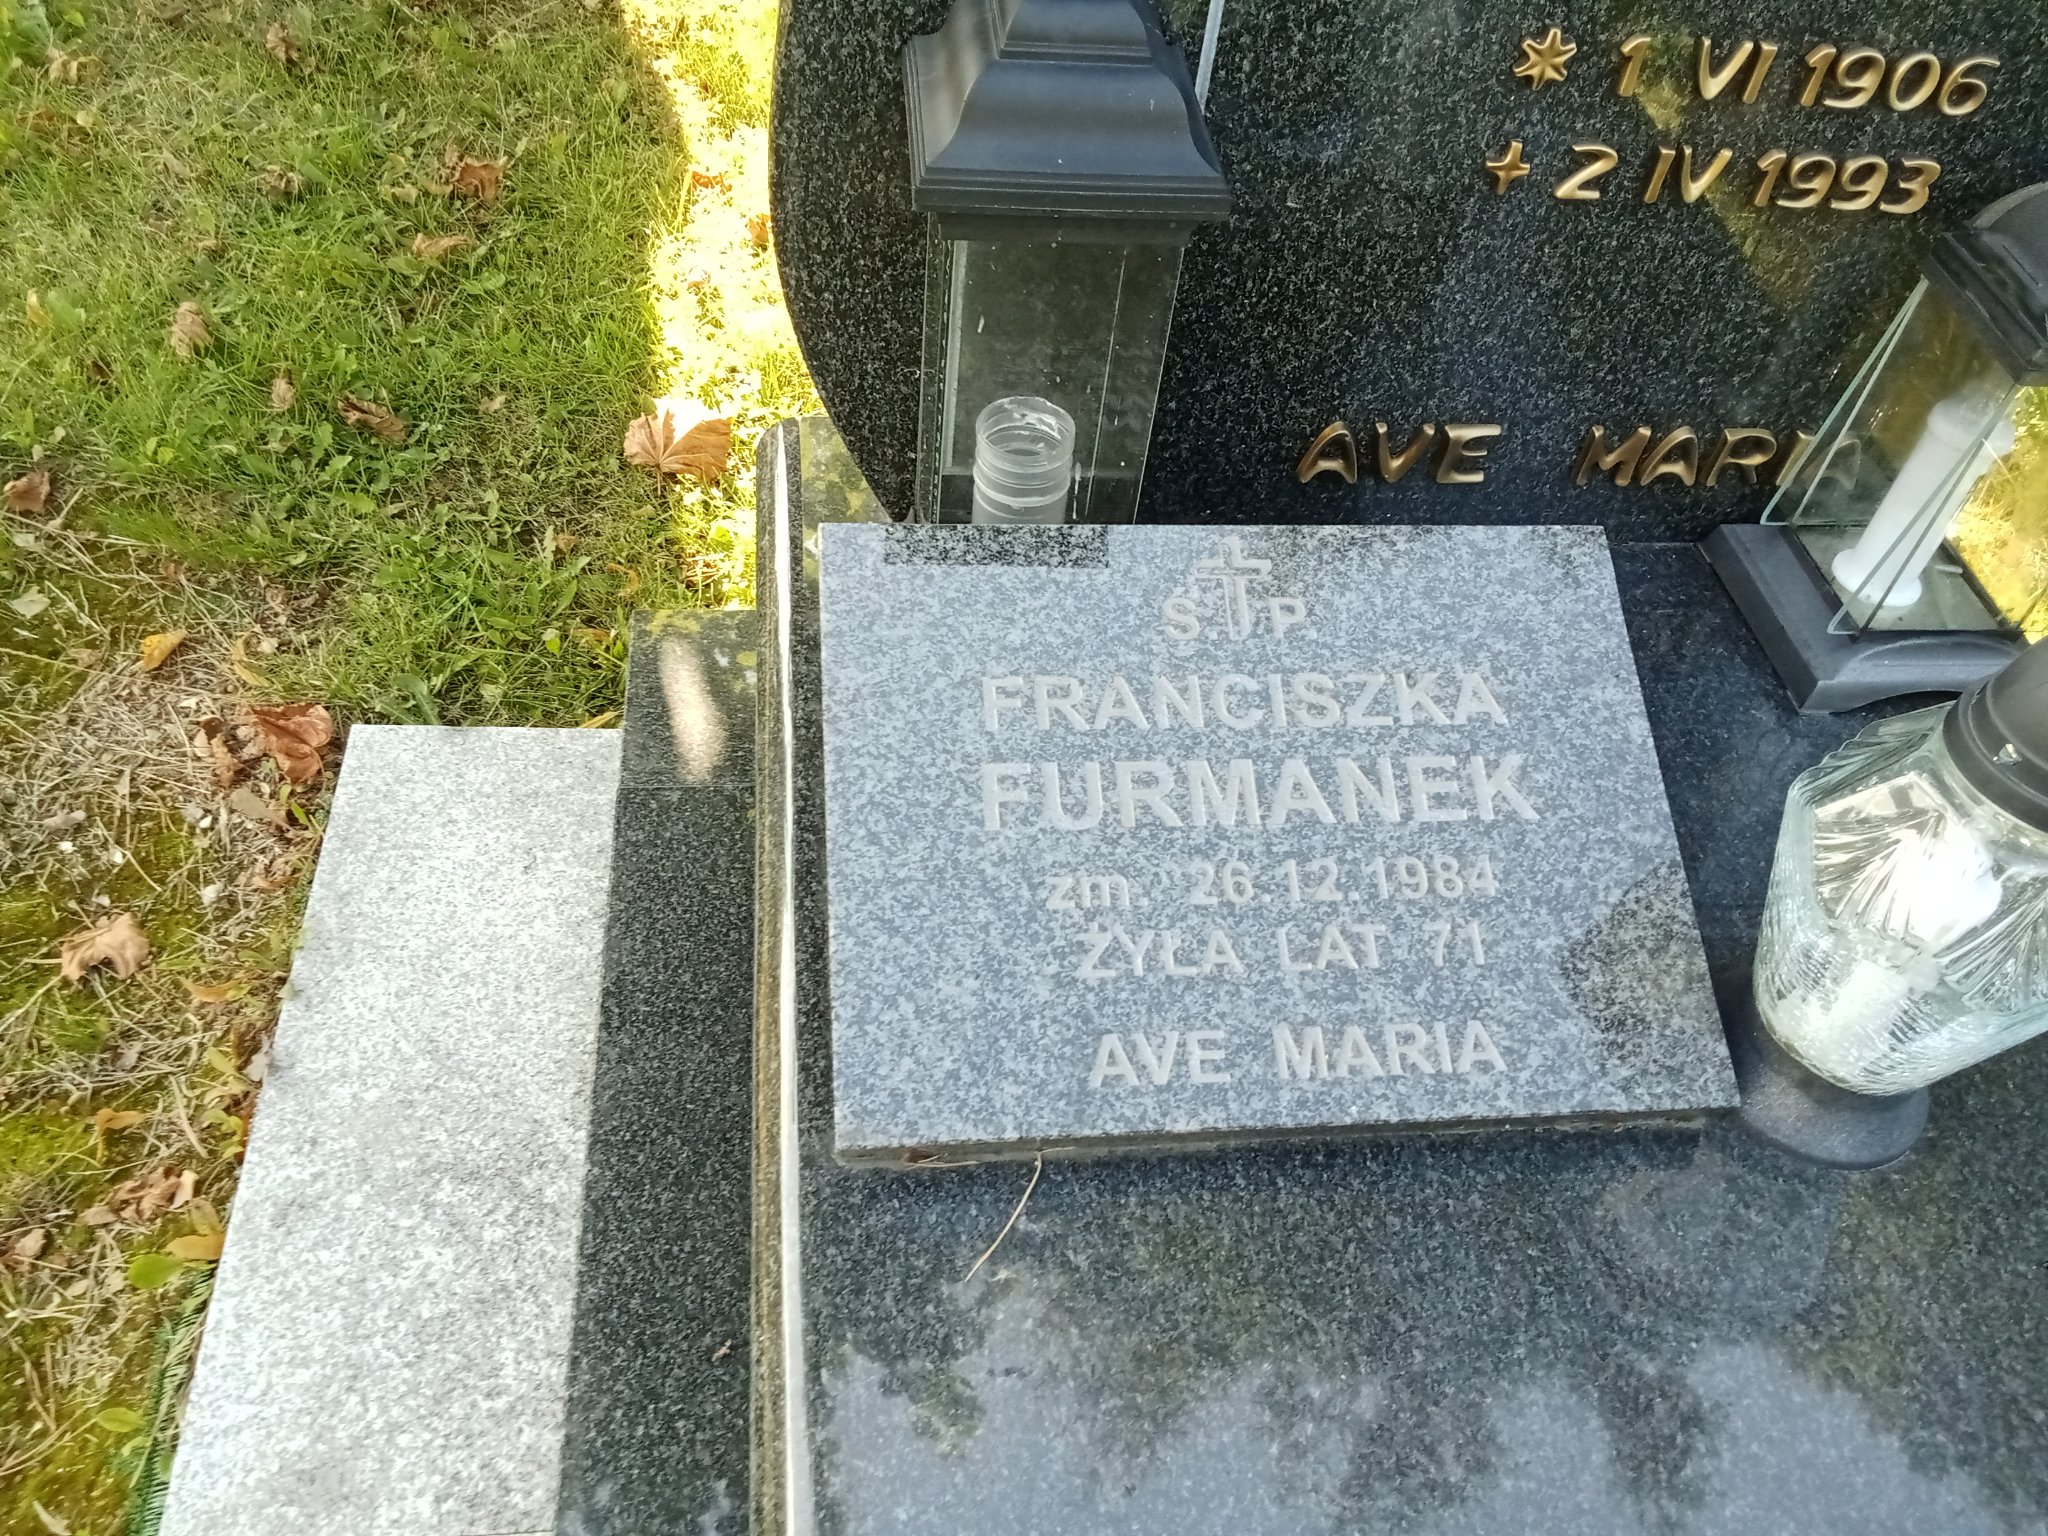 * 1 VI 1906
+ 2 IV 1993
AVE MARIA
Ś. P.
FRANCISZKA
FURMANEK
zm. 26.12.1984
ŻYŁA LAT 71
AVE MARIA